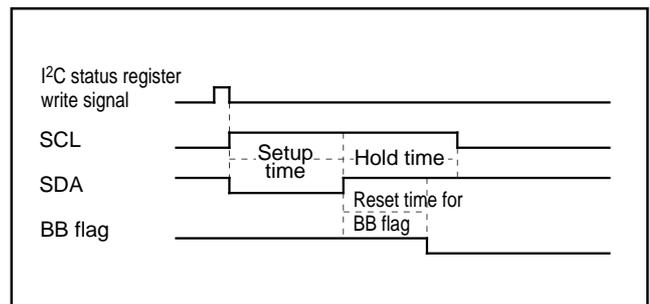 I²C status register
write signal
SCL
Setup
time
Hold time
SDA
Reset time for
BB flag
BB flag